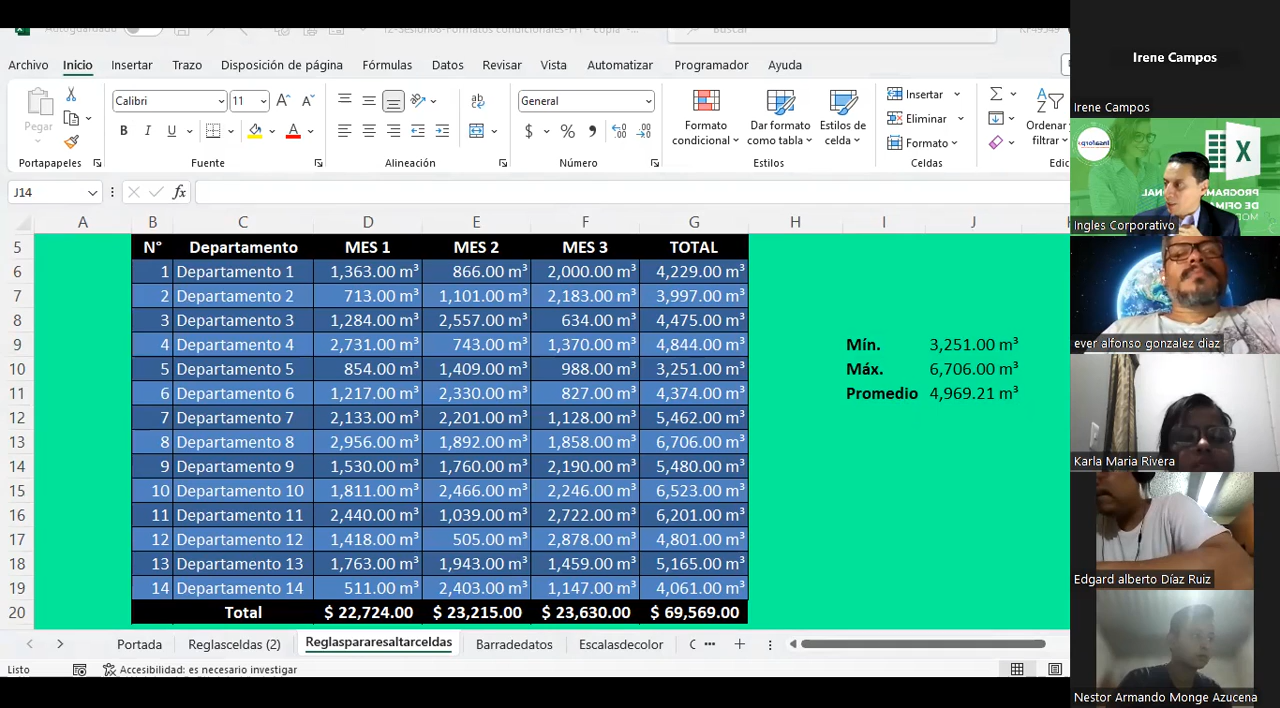 Autoguardado
12-Sesión08-Formatos condicionales-H1 - copia -...
Buscar
Archivo Inicio Insertar Trazo Disposición de página Fórmulas Datos Revisar Vista Automatizar Programador Ayuda
Pegar
Calibri 11
General
Formato condicional
Dar formato como tabla
Estilos de celda
Insertar
Eliminar
Formato
Ordenar
filtrar
Portapapeles Fuente Alineación Número Estilos Celdas
J14 fx
A B C D E F G H I J
5 N° Departamento MES 1 MES 2 MES 3 TOTAL
6 1 Departamento 1 1,363.00 m³ 866.00 m³ 2,000.00 m³ 4,229.00 m³
7 2 Departamento 2 713.00 m³ 1,101.00 m³ 2,183.00 m³ 3,997.00 m³
8 3 Departamento 3 1,284.00 m³ 2,557.00 m³ 634.00 m³ 4,475.00 m³
9 4 Departamento 4 2,731.00 m³ 743.00 m³ 1,370.00 m³ 4,844.00 m³ Mín. 3,251.00 m³
10 5 Departamento 5 854.00 m³ 1,409.00 m³ 988.00 m³ 3,251.00 m³ Máx. 6,706.00 m³
11 6 Departamento 6 1,217.00 m³ 2,330.00 m³ 827.00 m³ 4,374.00 m³ Promedio 4,969.21 m³
12 7 Departamento 7 2,133.00 m³ 2,201.00 m³ 1,128.00 m³ 5,462.00 m³
13 8 Departamento 8 2,956.00 m³ 1,892.00 m³ 1,858.00 m³ 6,706.00 m³
14 9 Departamento 9 1,530.00 m³ 1,760.00 m³ 2,190.00 m³ 5,480.00 m³
15 10 Departamento 10 1,811.00 m³ 2,466.00 m³ 2,246.00 m³ 6,523.00 m³
16 11 Departamento 11 2,440.00 m³ 1,039.00 m³ 2,722.00 m³ 6,201.00 m³
17 12 Departamento 12 1,418.00 m³ 505.00 m³ 2,878.00 m³ 4,801.00 m³
18 13 Departamento 13 1,763.00 m³ 1,943.00 m³ 1,459.00 m³ 5,165.00 m³
19 14 Departamento 14 511.00 m³ 2,403.00 m³ 1,147.00 m³ 4,061.00 m³
20 Total $ 22,724.00 $ 23,215.00 $ 23,630.00 $ 69,569.00
Portada Reglasceldas (2) Reglaspararesaltarceldas Barradedatos Escalasdecolor
Listo Accesibilidad: es necesario investigar
Irene Campos
Irene Campos
Ingles Corporativo
ever alfonso gonzalez diaz
Karla Maria Rivera
Edgard alberto Díaz Ruiz
Nestor Armando Monge Azucena